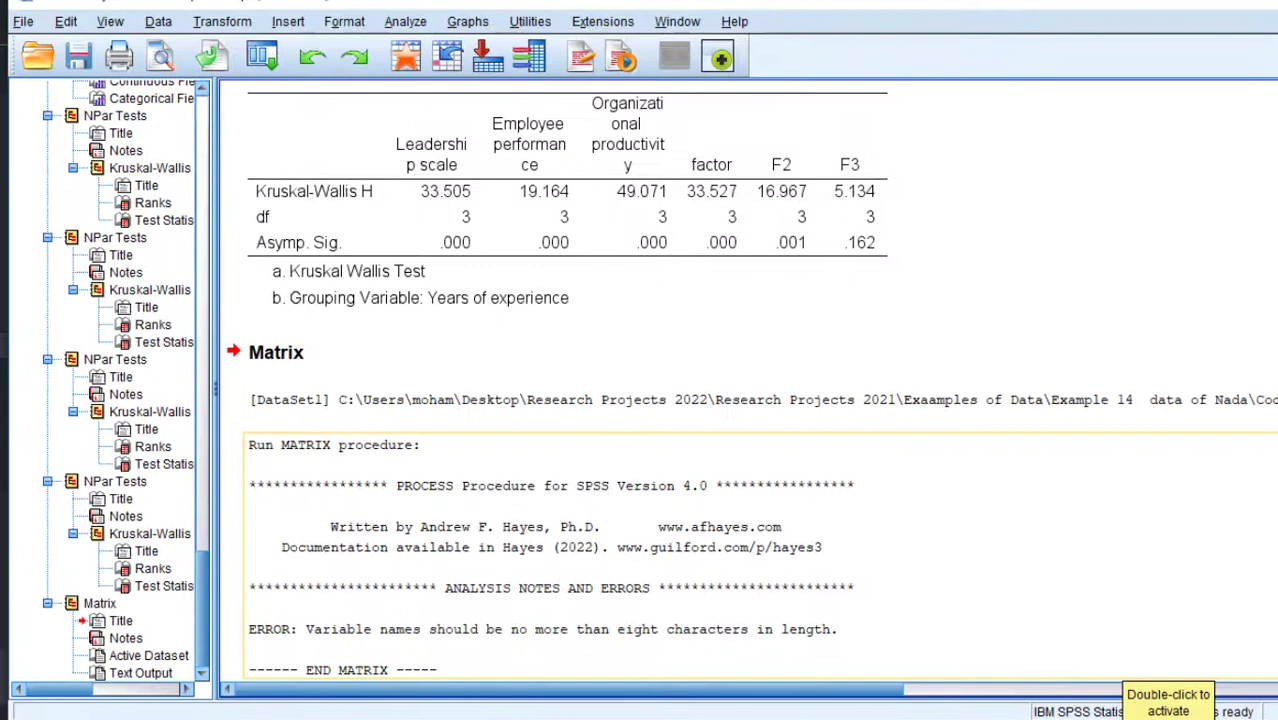 File Edit View Data Transform Insert Format Analyze Graphs Utilities Extensions Window Help
Continuous Fie
Categorical Fie
NPar Tests
Title
Notes
Kruskal-Wallis
Title
Ranks
Test Statis
NPar Tests
Title
Notes
Kruskal-Wallis
Title
Ranks
Test Statis
NPar Tests
Title
Notes
Kruskal-Wallis
Title
Ranks
Test Statis
NPar Tests
Title
Notes
Kruskal-Wallis
Title
Ranks
Test Statis
Matrix
Title
Notes
Active Dataset
Text Output
Organizati
Employee onal
Leadershi performan productivit
p scale ce y factor F2 F3
Kruskal-Wallis H 33.505 19.164 49.071 33.527 16.967 5.134
df 3 3 3 3 3 3
Asymp. Sig. .000 .000 .000 .000 .001 .162
a. Kruskal Wallis Test
b. Grouping Variable: Years of experience
Matrix
[DataSet1] C:\Users\moham\Desktop\Research Projects 2022\Research Projects 2021\Exaamples of Data\Example 14 data of Nada\Cod
Run MATRIX procedure:
***************** PROCESS Procedure for SPSS Version 4.0 *****************
Written by Andrew F. Hayes, Ph.D. www.afhayes.com
Documentation available in Hayes (2022). www.guilford.com/p/hayes3
*********************** ANALYSIS NOTES AND ERRORS ************************
ERROR: Variable names should be no more than eight characters in length.
------ END MATRIX -----
Double-click to
activate
IBM SPSS Statis s ready